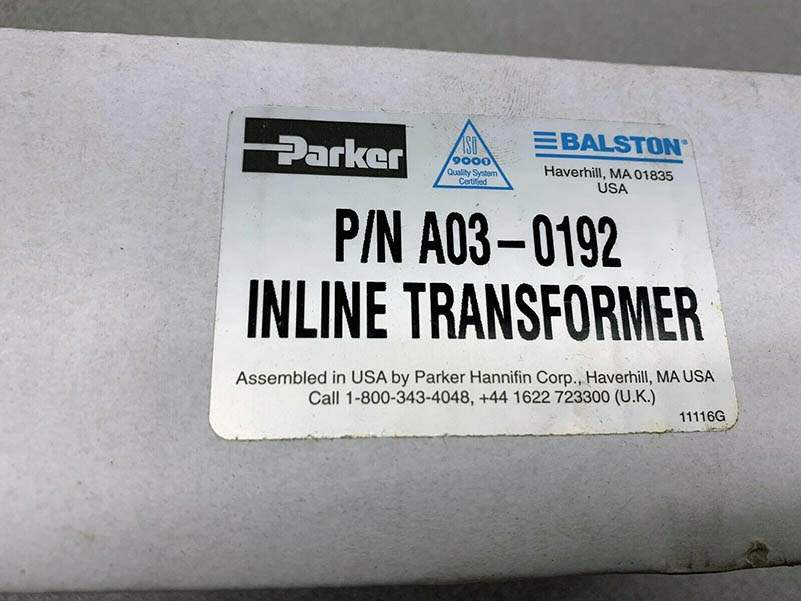 Parker
ISO
9001
Quality System
Certified
BALSTON®
Haverhill, MA 01835
USA
P/N A03-0192
INLINE TRANSFORMER
Assembled in USA by Parker Hannifin Corp., Haverhill, MA USA
Call 1-800-343-4048, +44 1622 723300 (U.K.)
11116G